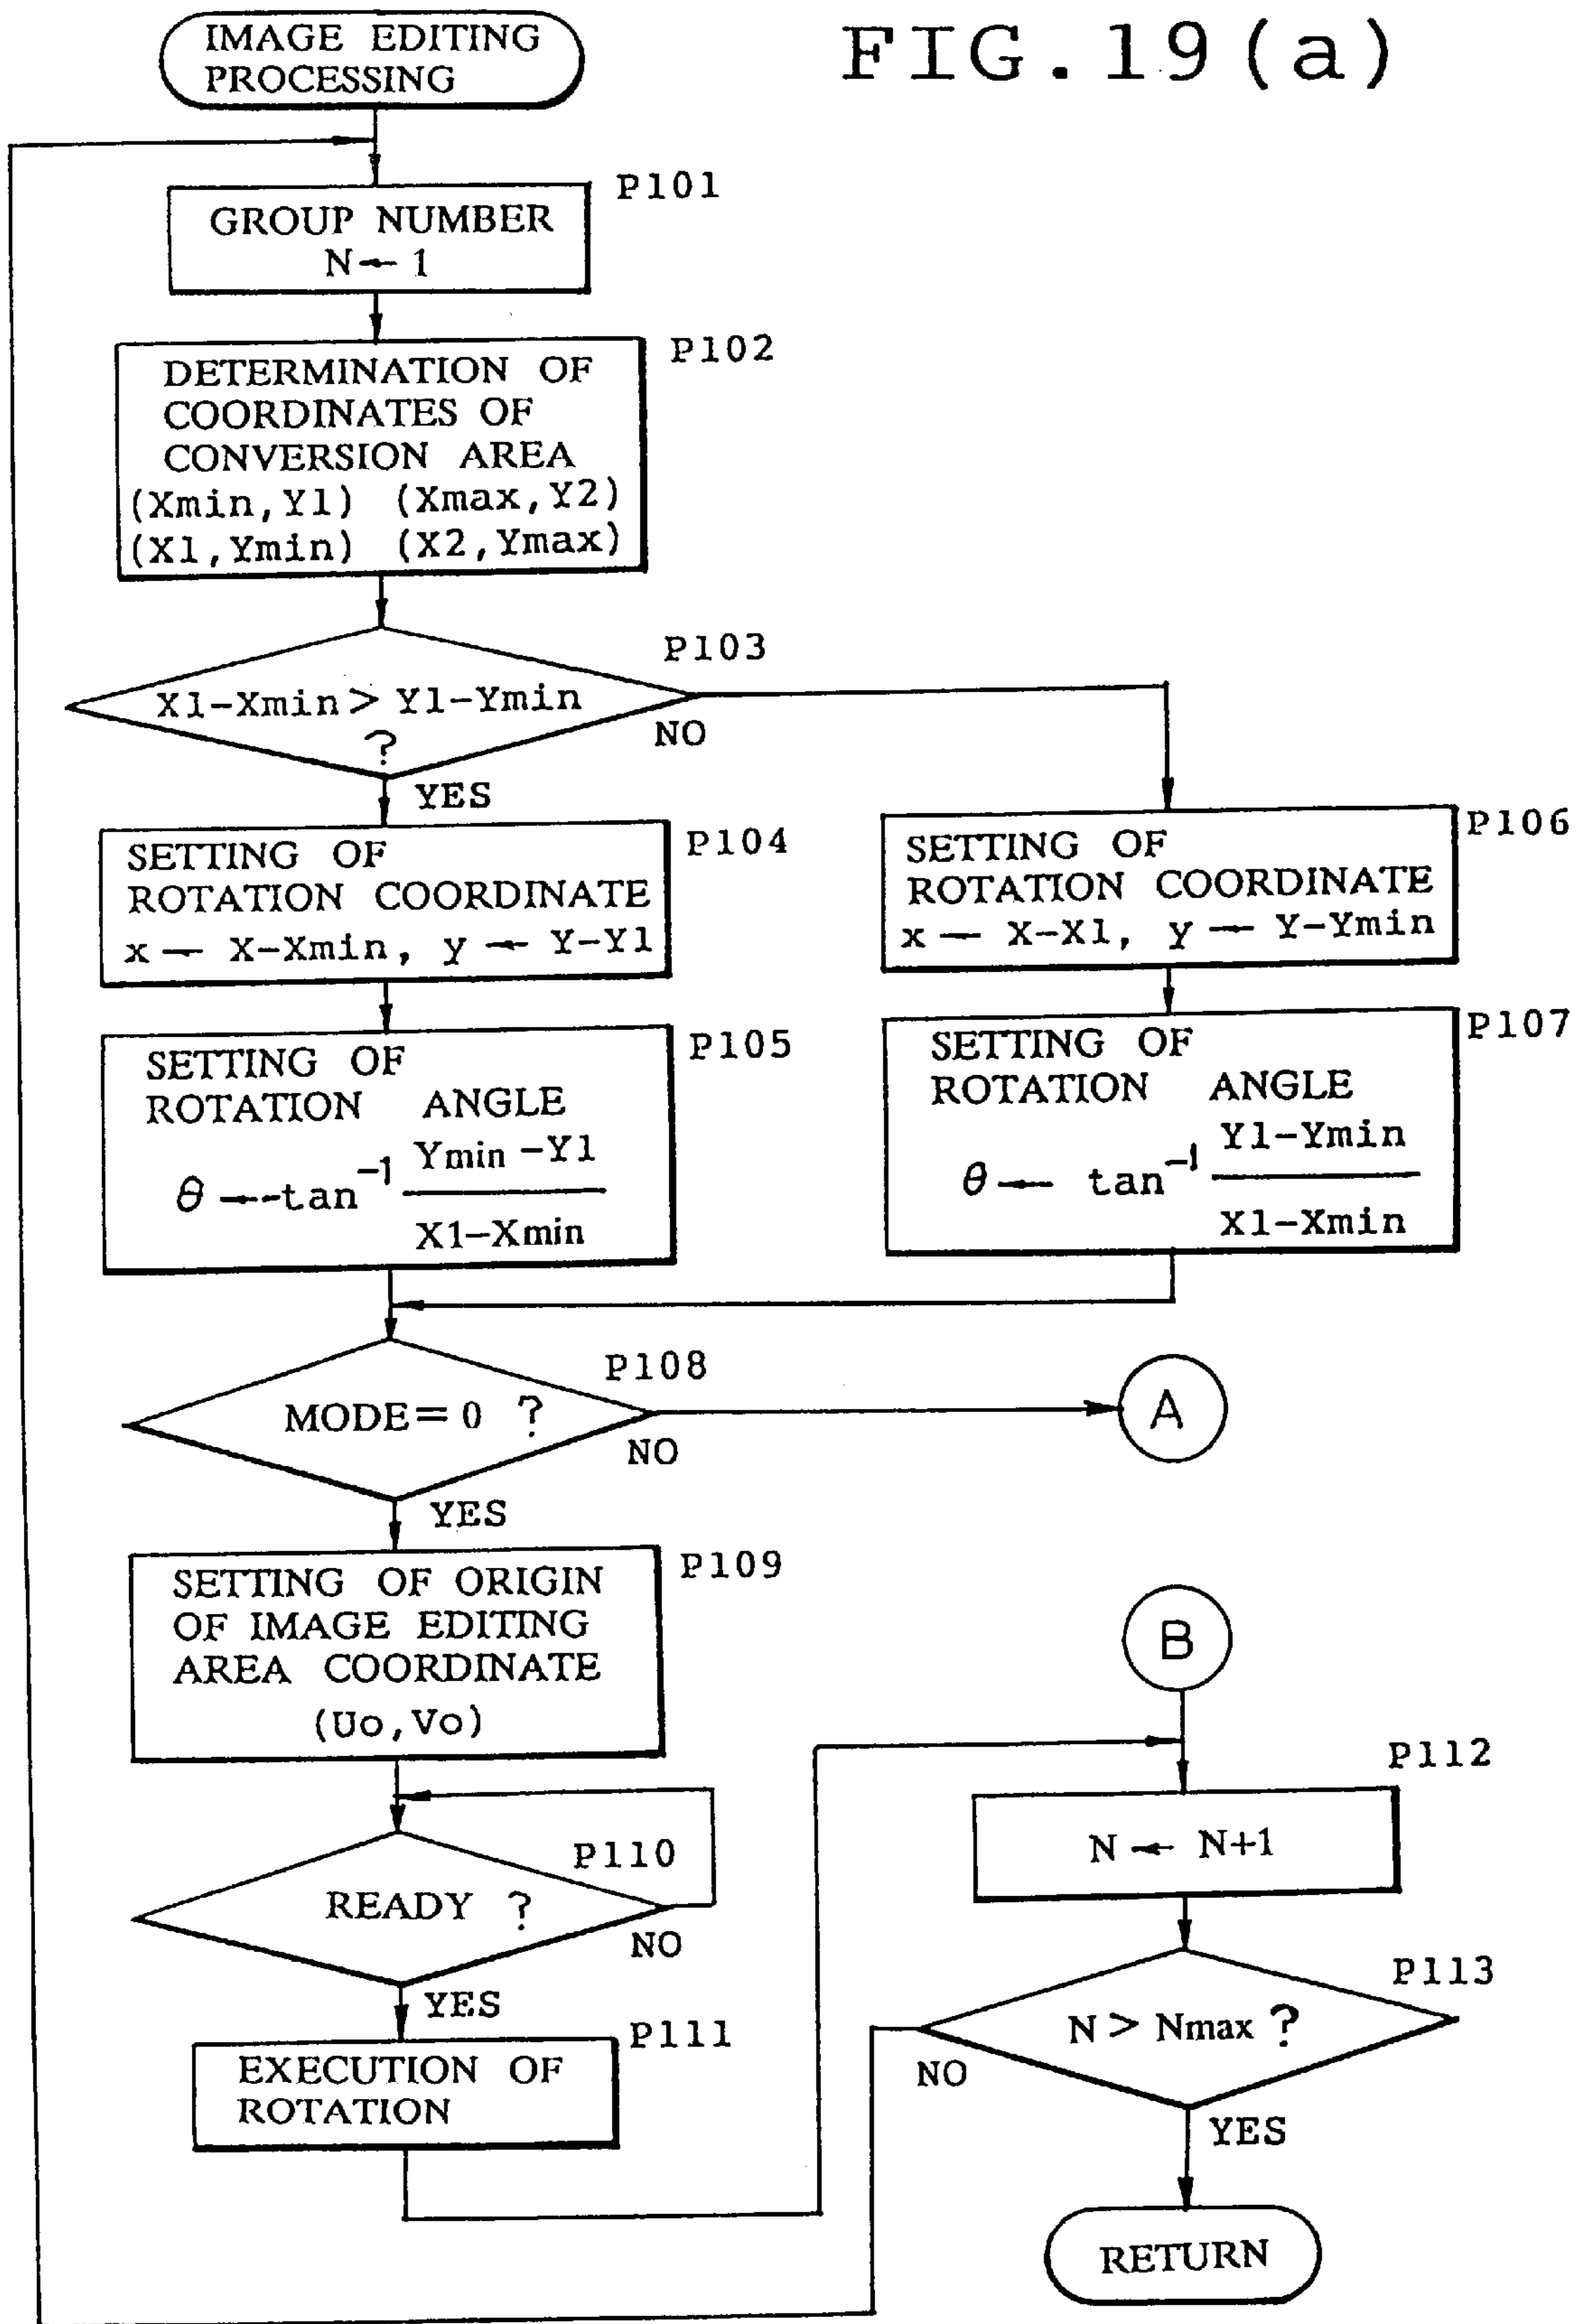 FIG.19(a)
IMAGE EDITING
PROCESSING
P101
GROUP NUMBER
N ← 1
P102
DETERMINATION OF
COORDINATES OF
CONVERSION AREA
(Xmin,Y1) (Xmax,Y2)
(X1,Ymin) (X2,Ymax)
P103
X1-Xmin > Y1-Ymin
?
NO
YES
P104
SETTING OF
ROTATION COORDINATE
x ← X-Xmin, y ← Y-Y1
P106
SETTING OF
ROTATION COORDINATE
x ← X-X1, y ← Y-Ymin
P105
SETTING OF
ROTATION ANGLE
Ymin-Y1
θ ← tan-1
X1-Xmin
P107
SETTING OF
ROTATION ANGLE
Y1-Ymin
θ ← tan-1
X1-Xmin
P108
MODE=0 ?
NO
YES
A
P109
SETTING OF ORIGIN
OF IMAGE EDITING
AREA COORDINATE
(Uo,Vo)
P110
READY ?
NO
YES
P111
EXECUTION OF
ROTATION
B
P112
N ← N+1
P113
N > Nmax ?
NO
YES
RETURN